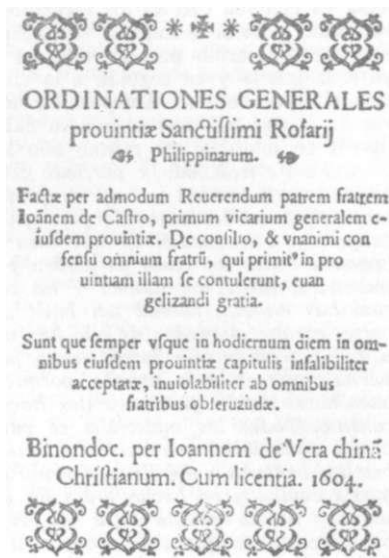 ORDINATIONES GENERALES
prouintiæ Sanctissimi Rosarij
Philippinarum.
Factæ per admodum Reuerendum patrem fratrem
Ioãnem de Castro, primum vicarium generalem e-
iusdem prouintiæ. De consilio, & vnanimi con
sensu omnium fratrũ, qui primitꝰ in pro
uintiam illam se contulerunt, euan
gelizandi gratia.
Sunt que semper vsque in hodiernum diem in om-
nibus eiusdem prouintiæ capitulis infalibiliter
acceptatæ, inuiolabiliter ab omnibus
fratribus obseruãdæ.
Binondoc. per Ioannem de Vera chinã
Christianum. Cum licentia. 1604.